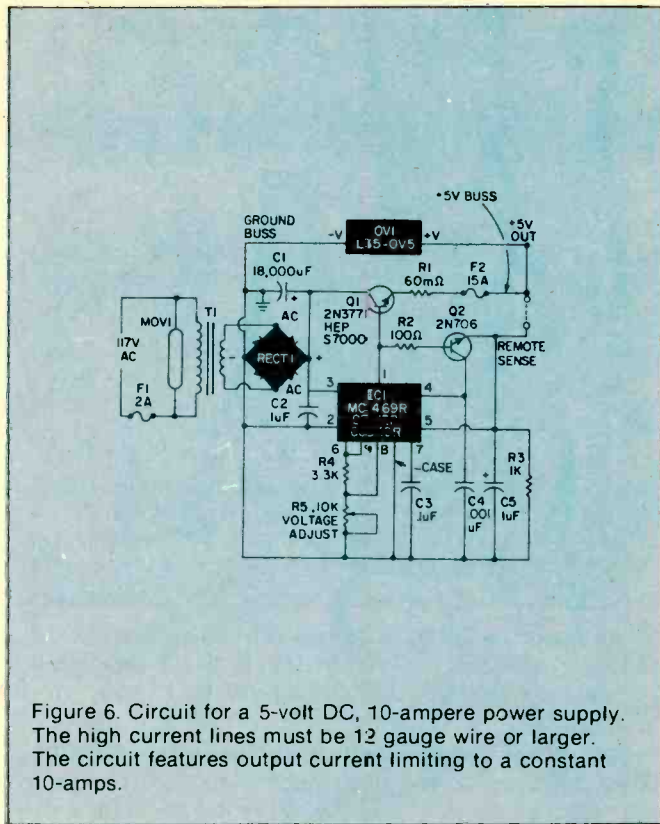 +5V BUSS
GROUND
BUSS
-V
OV1
L35-OV5
+V
+5V
OUT
C1
18,000uF
+
AC
Q1
2N3771
HEP
S7000
R1
60mΩ
F2
15A
MOV1
T1
117V
AC
F1
2A
RECT1
+
-
AC
R2
100Ω
Q2
2N706
REMOTE
SENSE
C2
1uF
3
1
IC1
MC 469R
4
2
5
6
9
8
7
CASE
R4
3.3K
R3
1K
R5, 10K
VOLTAGE
ADJUST
C3
.1uF
C4
.001
uF
+
C5
1uF
Figure 6. Circuit for a 5-volt DC, 10-ampere power supply.
The high current lines must be 12 gauge wire or larger.
The circuit features output current limiting to a constant
10-amps.